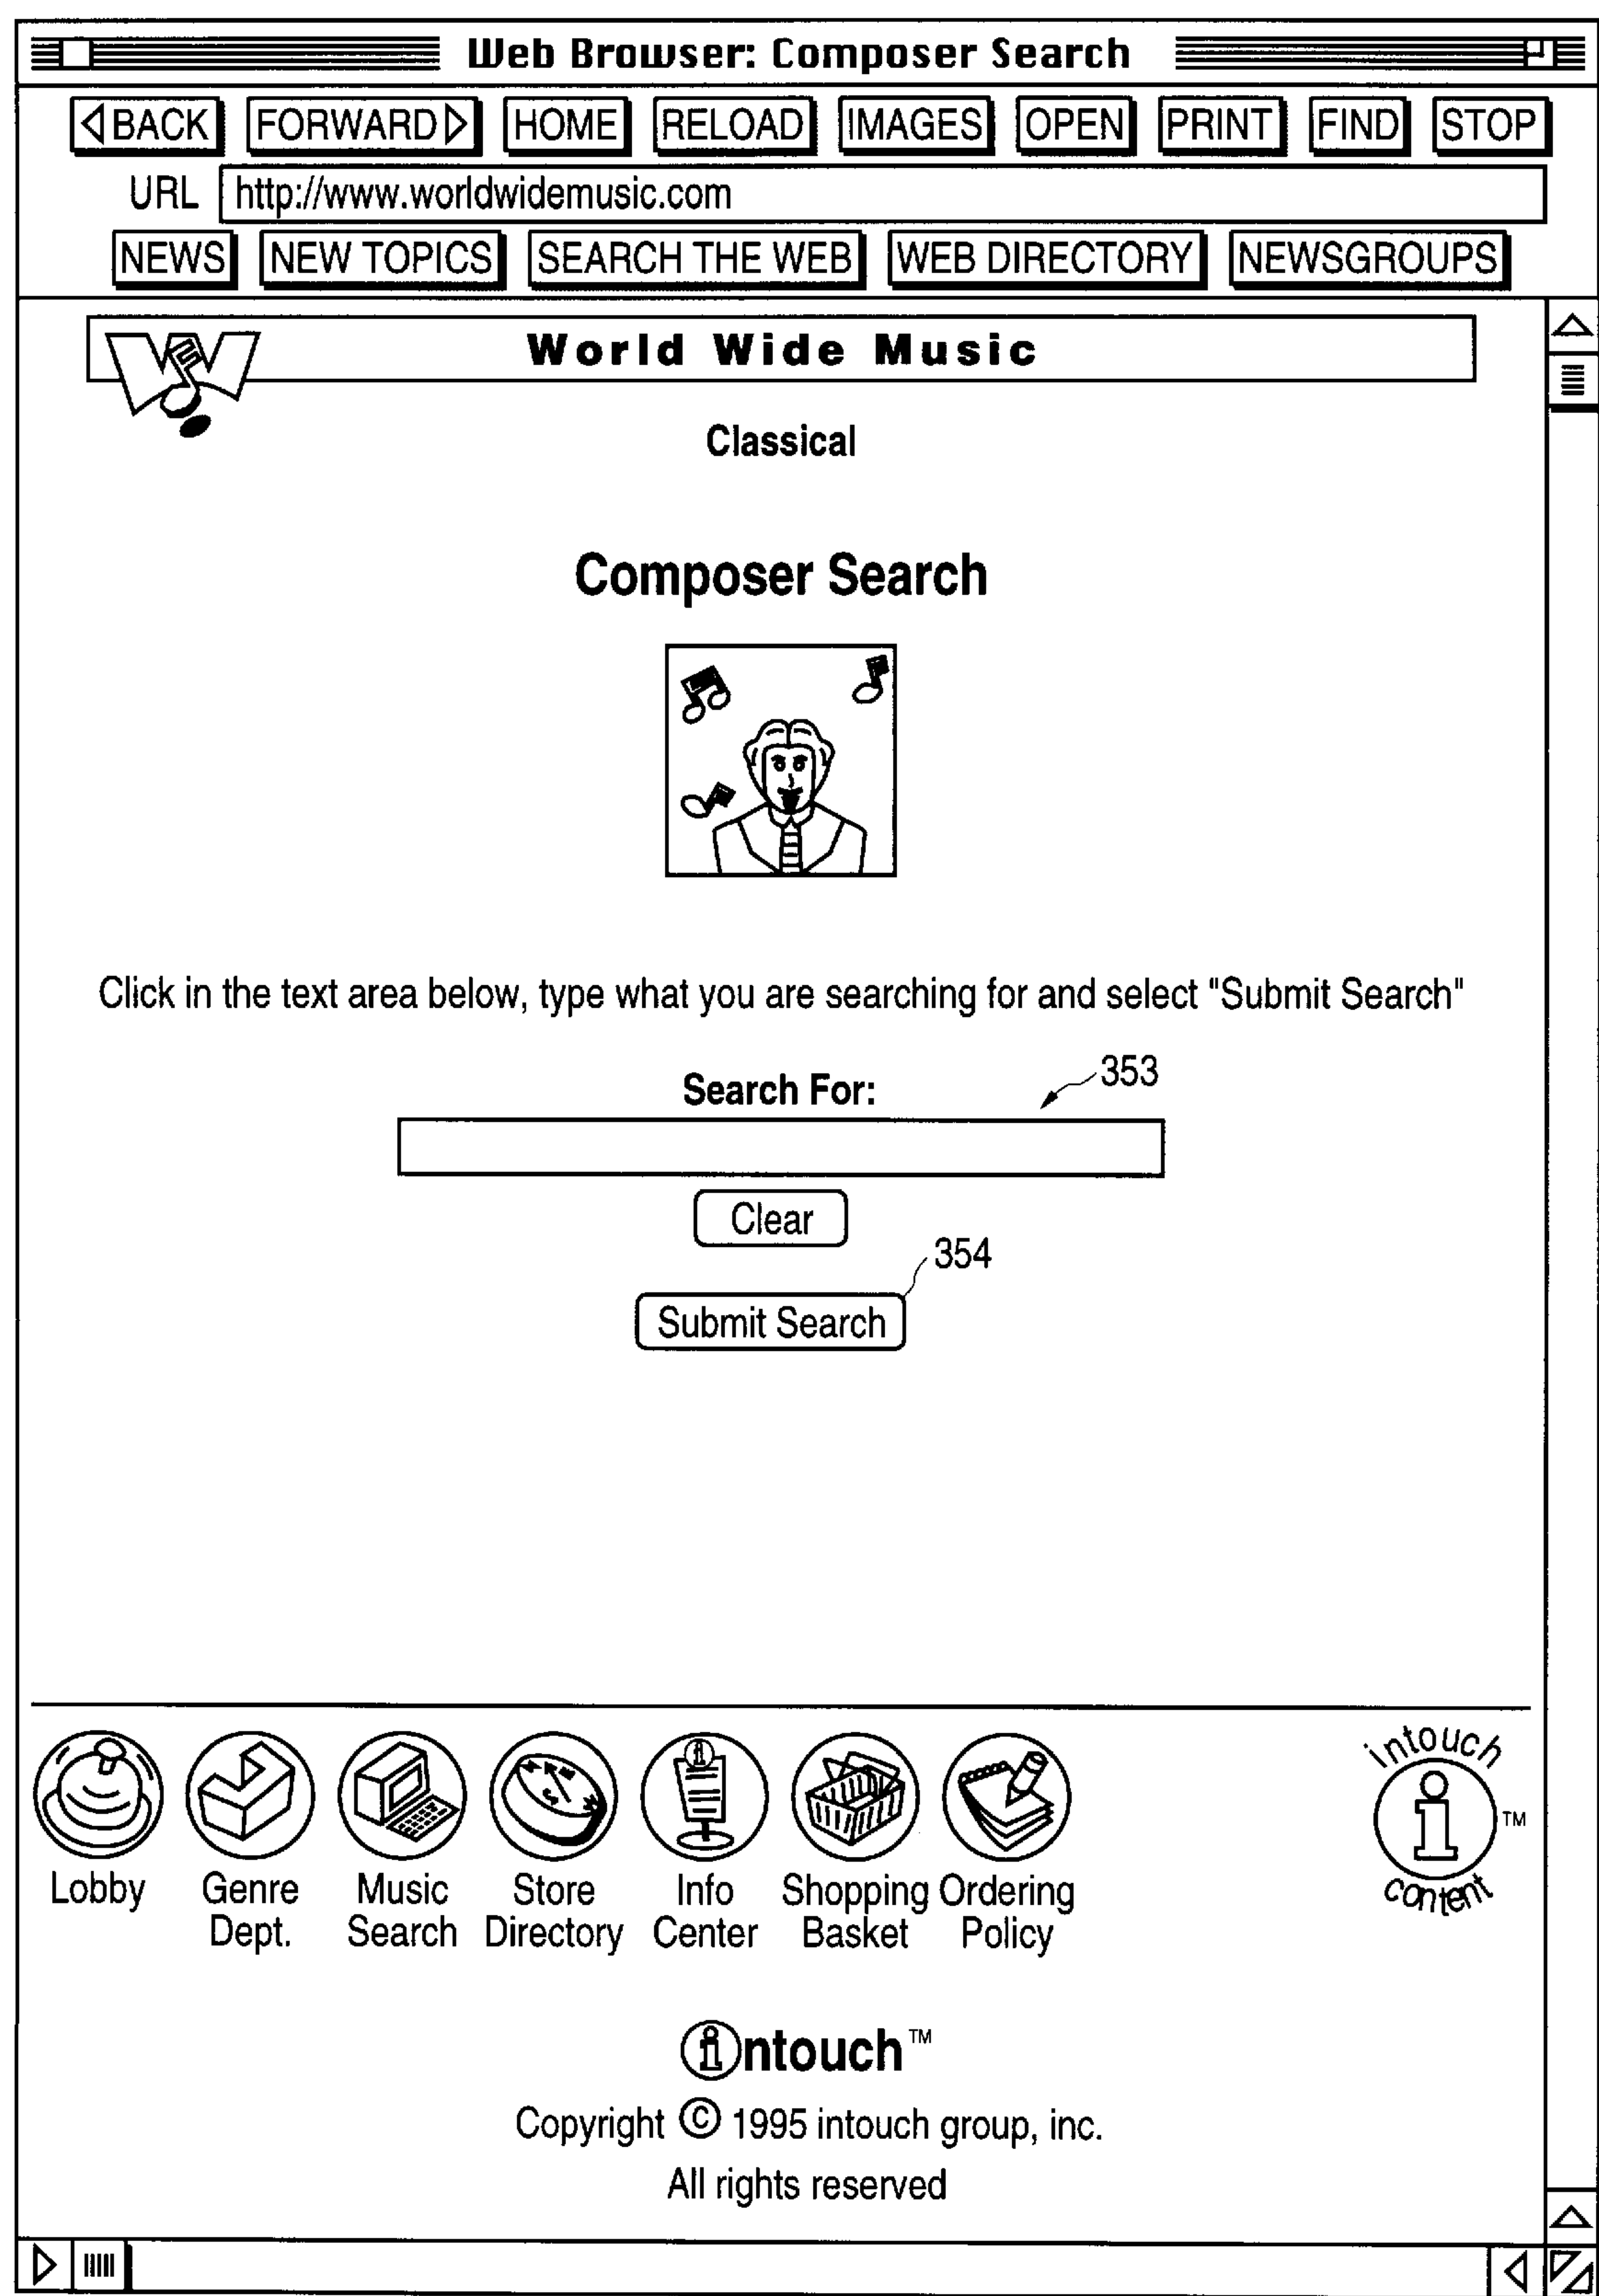 Web Browser: Composer Search
BACK FORWARD HOME RELOAD IMAGES OPEN PRINT FIND STOP
URL http://www.worldwidemusic.com
NEWS NEW TOPICS SEARCH THE WEB WEB DIRECTORY NEWSGROUPS
World Wide Music
Classical
Composer Search
Click in the text area below, type what you are searching for and select "Submit Search"
353
Search For:
Clear
354
Submit Search
intouch
i TM
content
Lobby Genre Music Store Info Shopping Ordering
Dept. Search Directory Center Basket Policy
intouch™
Copyright © 1995 intouch group, inc.
All rights reserved